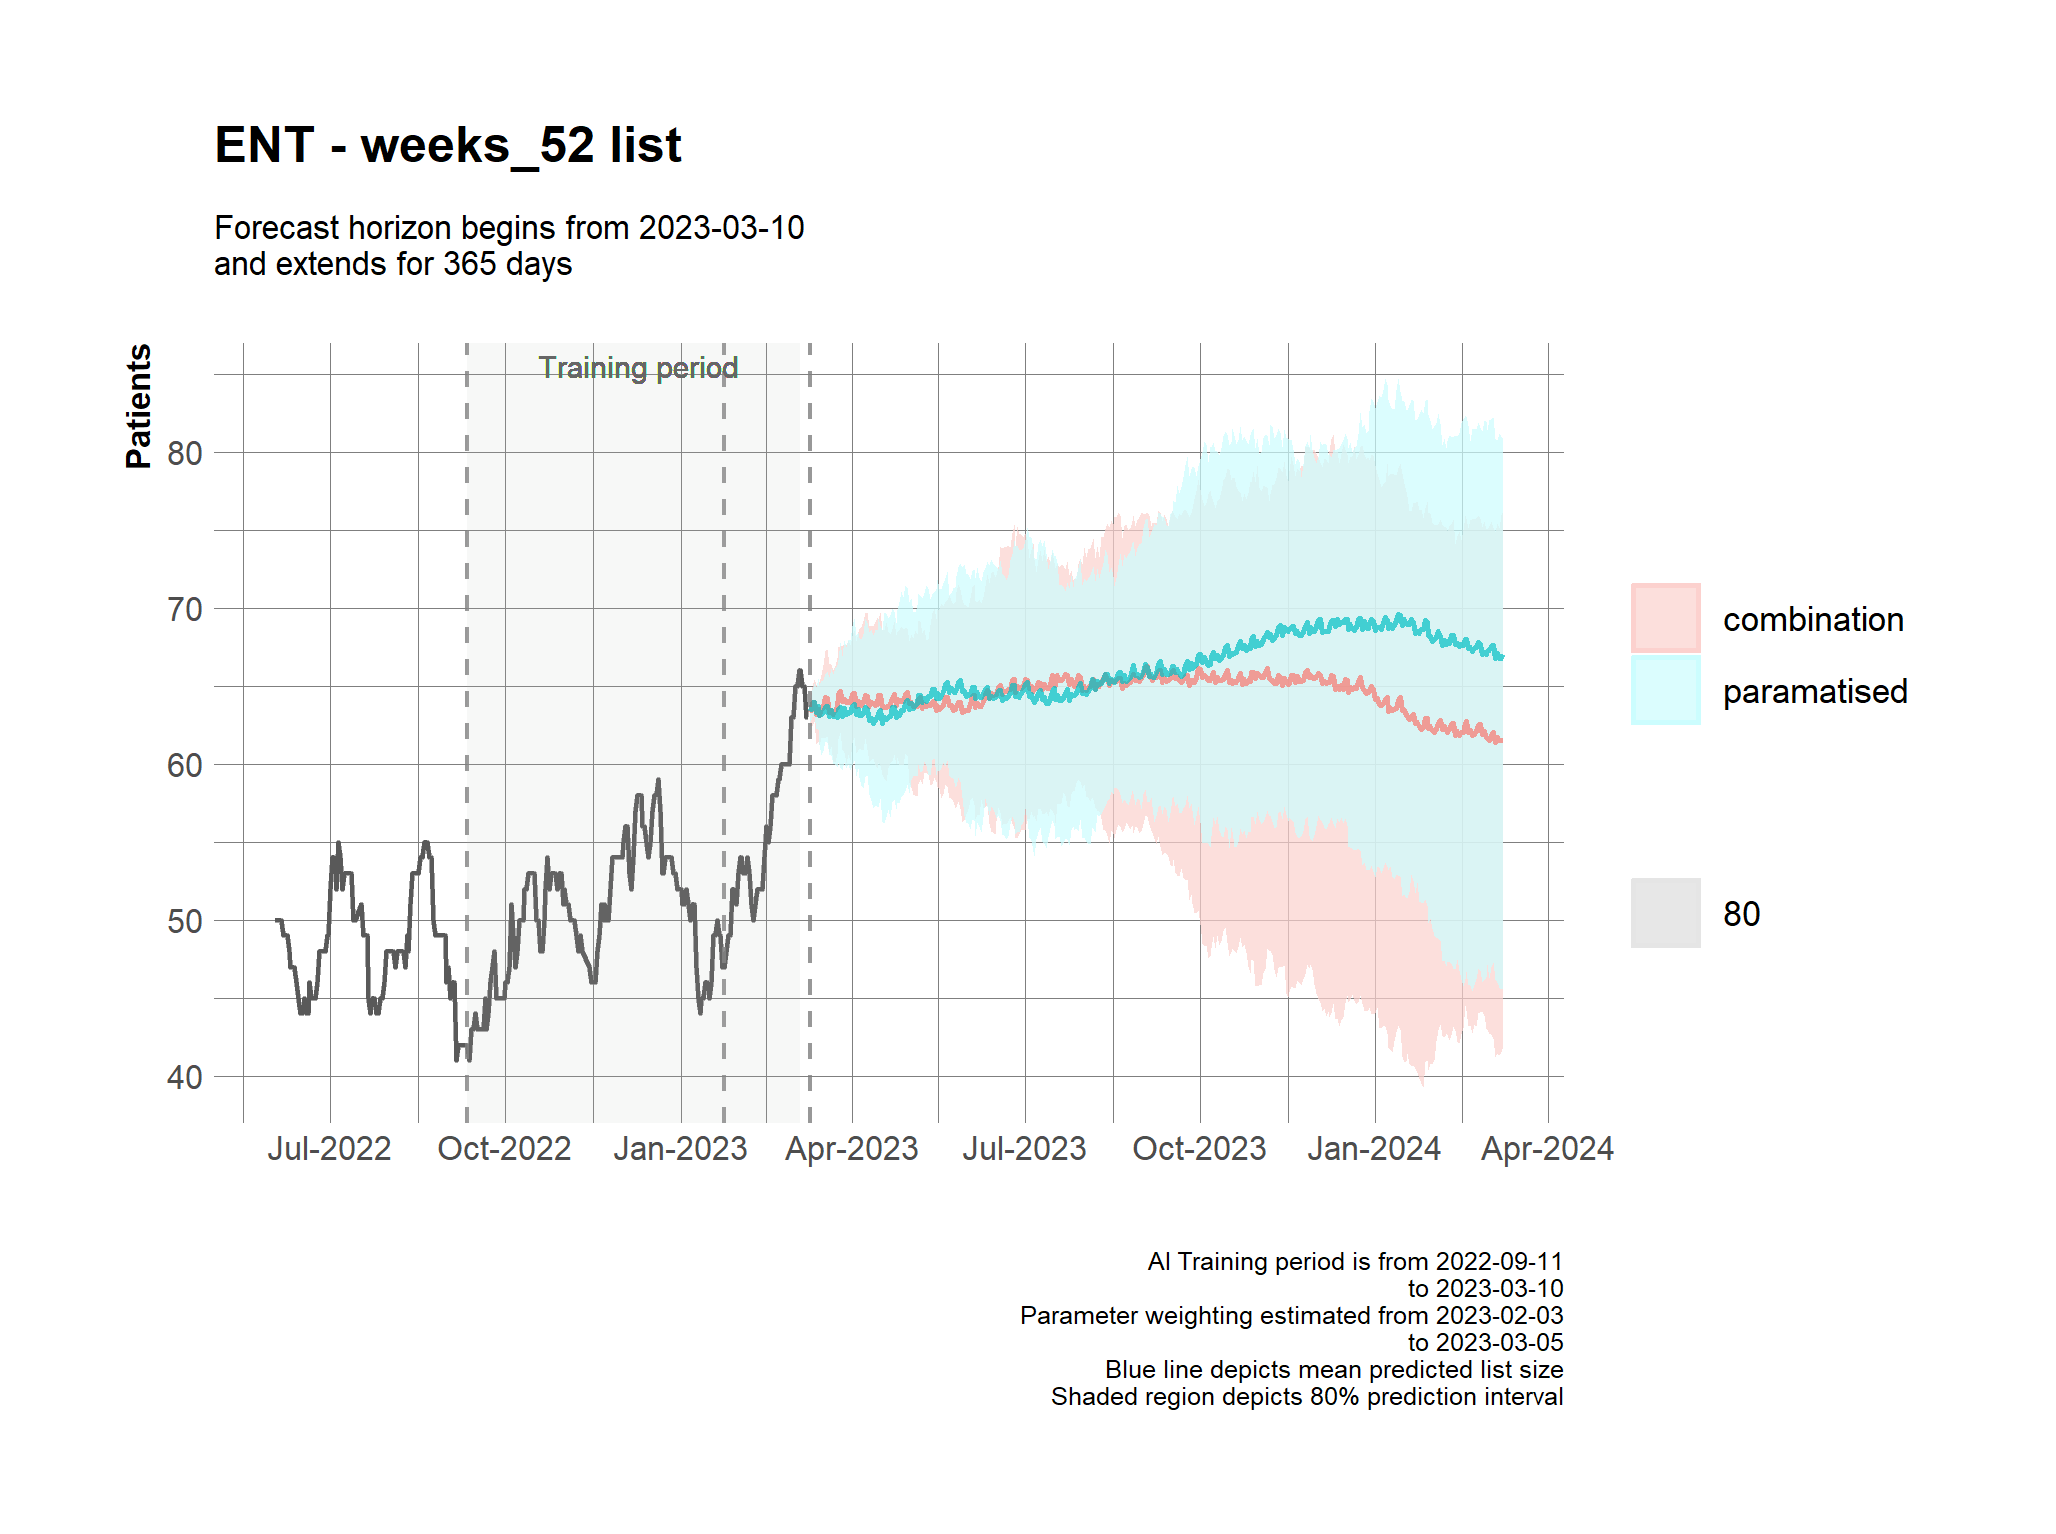 ENT - weeks_52 list
Forecast horizon begins from 2023-03-10
and extends for 365 days
Patients
Training period
80
70
60
50
40
Jul-2022
Oct-2022
Jan-2023
Apr-2023
Jul-2023
Oct-2023
Jan-2024
Apr-2024
combination
paramatised
80
AI Training period is from 2022-09-11
to 2023-03-10
Parameter weighting estimated from 2023-02-03
to 2023-03-05
Blue line depicts mean predicted list size
Shaded region depicts 80% prediction interval